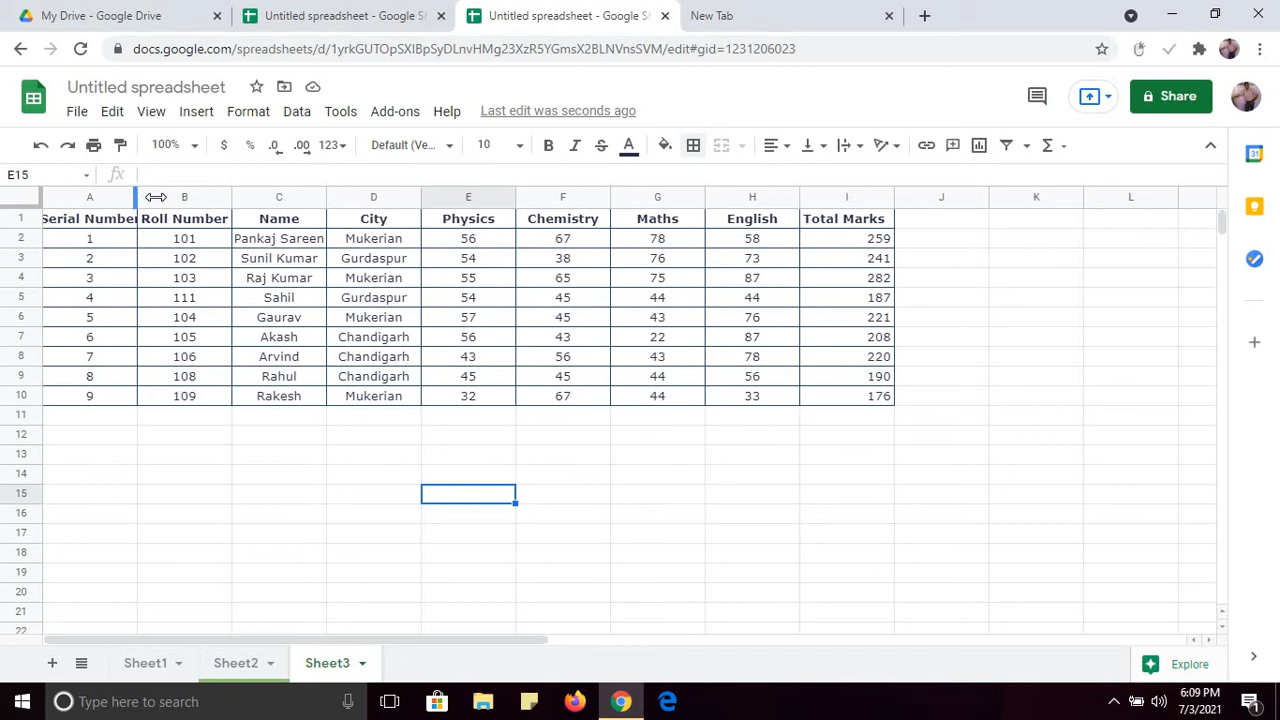 My Drive - Google Drive
Untitled spreadsheet - Google Sh
Untitled spreadsheet - Google Sh
New Tab
docs.google.com/spreadsheets/d/1yrkGUTOpSXIBpSyDLnvHMg23XzR5YGmsX2BLNVnsSVM/edit#gid=1231206023
Untitled spreadsheet
File Edit View Insert Format Data Tools Add-ons Help Last edit was seconds ago
Share
100% $ % .0 .00 123 Default (Ve... 10 B I S A Σ
E15 fx
A B C D E F G H I J K L
1 Serial Number Roll Number Name City Physics Chemistry Maths English Total Marks
2 1 101 Pankaj Sareen Mukerian 56 67 78 58 259
3 2 102 Sunil Kumar Gurdaspur 54 38 76 73 241
4 3 103 Raj Kumar Mukerian 55 65 75 87 282
5 4 111 Sahil Gurdaspur 54 45 44 44 187
6 5 104 Gaurav Mukerian 57 45 43 76 221
7 6 105 Akash Chandigarh 56 43 22 87 208
8 7 106 Arvind Chandigarh 43 56 43 78 220
9 8 108 Rahul Chandigarh 45 45 44 56 190
10 9 109 Rakesh Mukerian 32 67 44 33 176
11
12
13
14
15
16
17
18
19
20
21
22
Sheet1 Sheet2 Sheet3 Explore
Type here to search
6:09 PM
7/3/2021
1
31